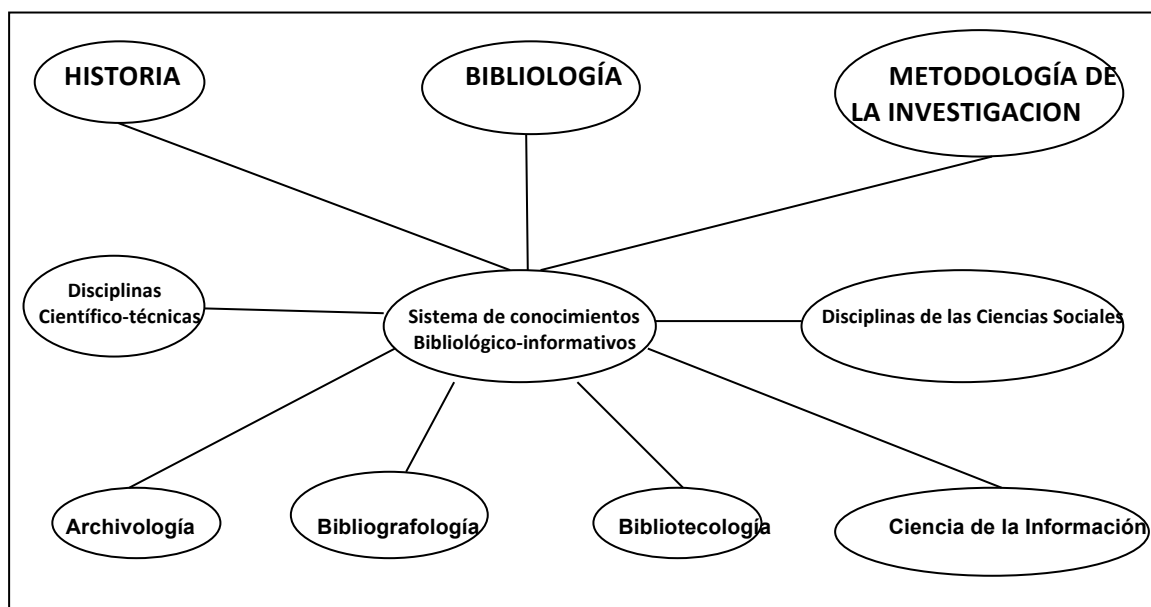 HISTORIA
BIBLIOLOGÍA
METODOLOGÍA DE
LA INVESTIGACION
Disciplinas
Científico-técnicas
Sistema de conocimientos
Bibliológico-informativos
Disciplinas de las Ciencias Sociales
Archivología
Bibliografología
Bibliotecología
Ciencia de la Información